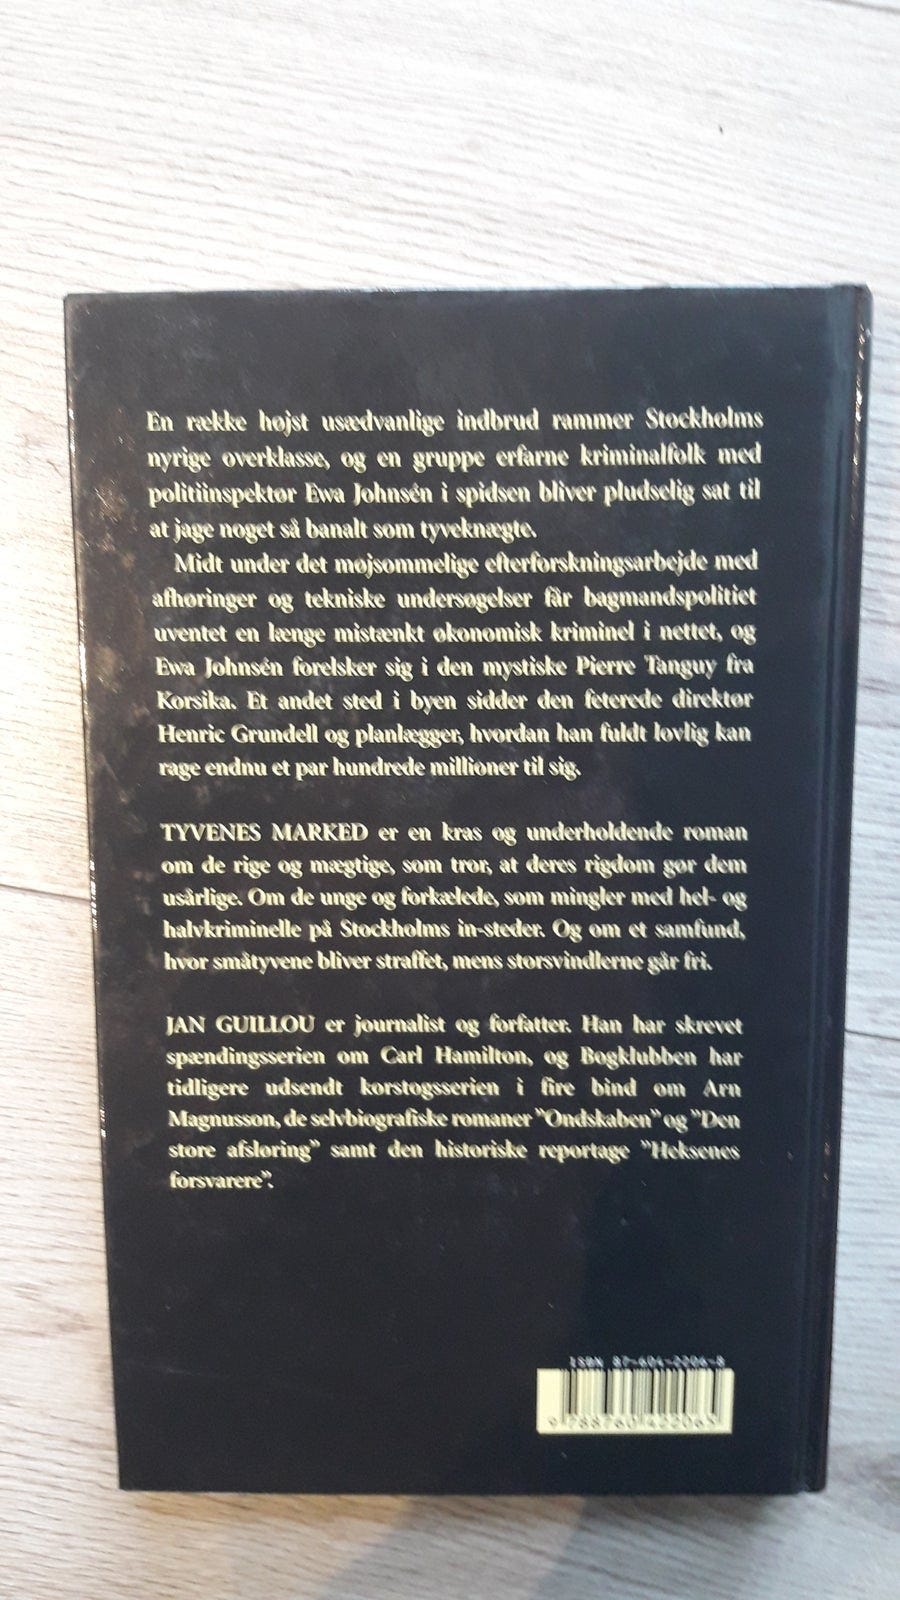 En række højst usædvanlige indbrud rammer Stockholms
nyrige overklasse, og en gruppe erfarne kriminalfolk med
politiinspektør Ewa Johnsén i spidsen bliver pludselig sat til
at jage noget så banalt som tyveknægte.
Midt under det møjsommelige efterforskningsarbejde med
afhøringer og tekniske undersøgelser får bagmandspolitiet
uventet en længe mistænkt økonomisk kriminel i nettet, og
Ewa Johnsén forelsker sig i den mystiske Pierre Tanguy fra
Korsika. Et andet sted i byen sidder den feterede direktør
Henric Grundell og planlægger, hvordan han fuldt lovlig kan
rage endnu et par hundrede millioner til sig.
TYVENES MARKED er en kras og underholdende roman
om de rige og mægtige, som tror, at deres rigdom gør dem
usårlige. Om de unge og forkælede, som mingler med hel- og
halvkriminelle på Stockholms in-steder. Og om et samfund,
hvor småtyvene bliver straffet, mens storsvindlerne går fri.
JAN GUILLOU er journalist og forfatter. Han har skrevet
spændingsserien om Carl Hamilton, og Bogklubben har
tidligere udsendt korstogsserien i fire bind om Arn
Magnusson, de selvbiografiske romaner "Ondskaben" og "Den
store afsløring" samt den historiske reportage "Heksenes
forsvarere".
ISBN 87-604-2206-8
9 788760 422065